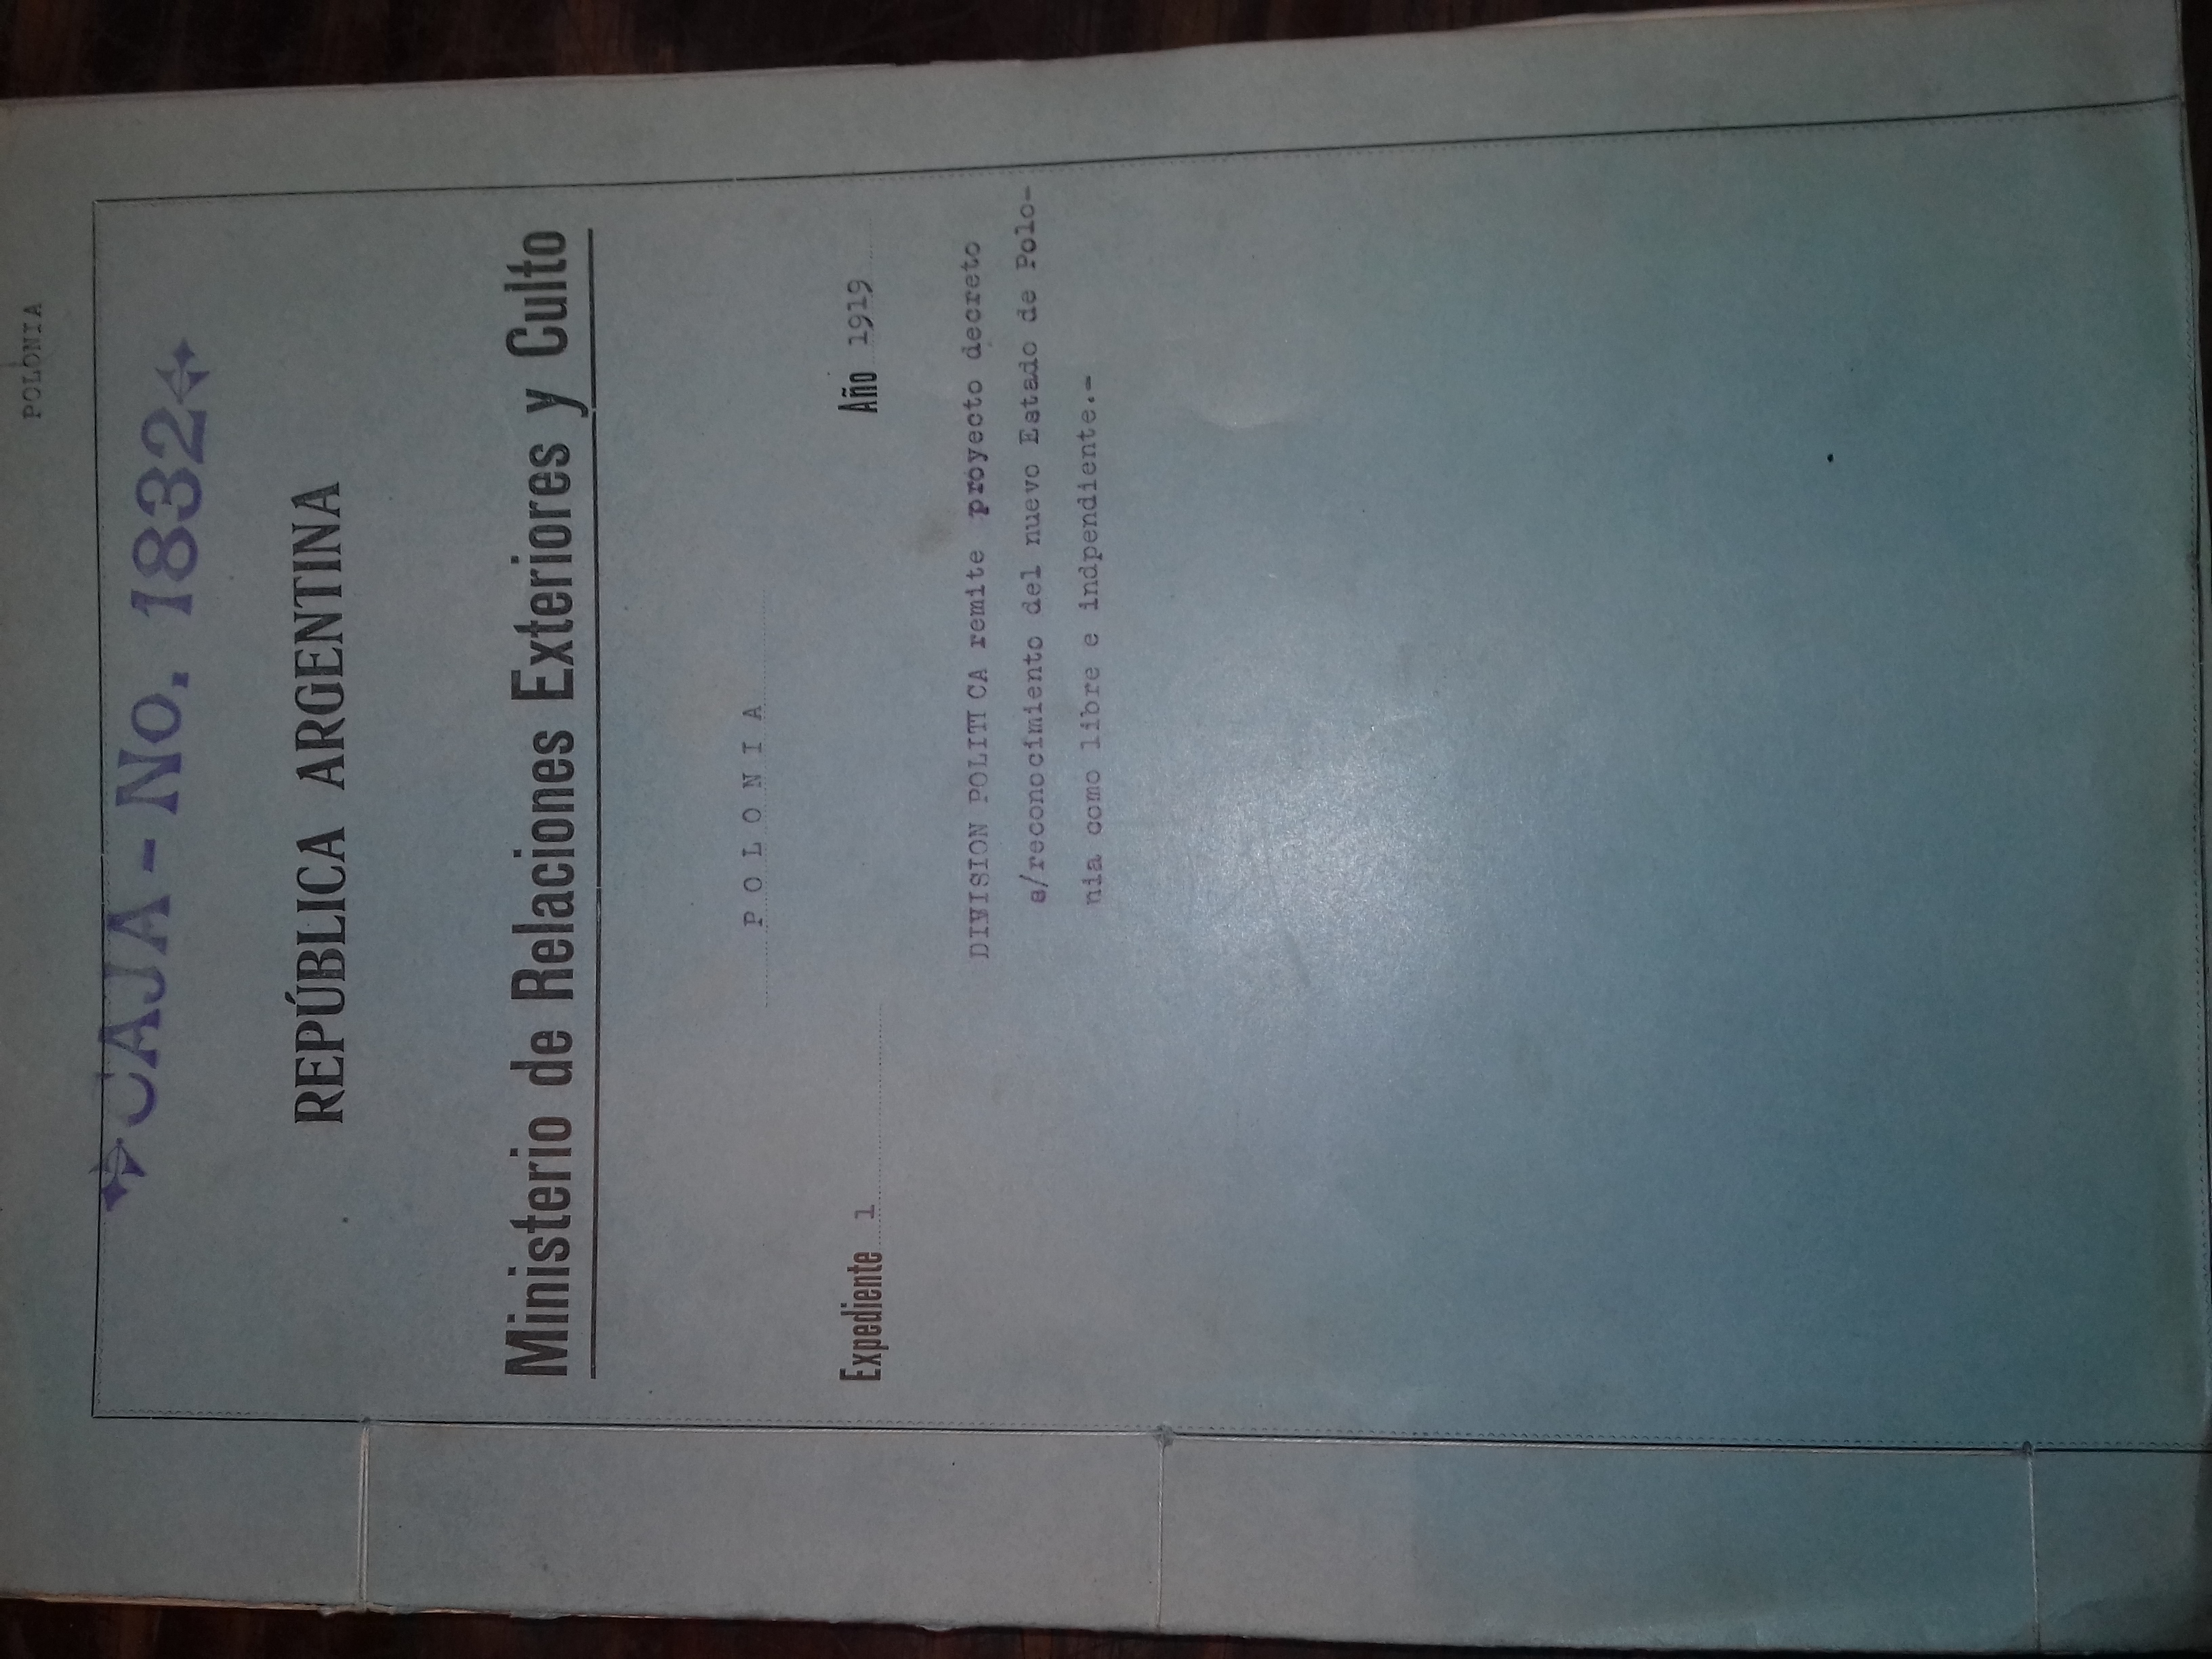 POLONIA
CAJA - No. 1832
REPÚBLICA ARGENTINA
Ministerio de Relaciones Exteriores y Culto
P O L O N I A
Expediente 1 Año 1919
DIVISION POLITICA remite proyecto decreto
s/reconocimiento del nuevo Estado de Polo-
nia como libre e indpendiente.-